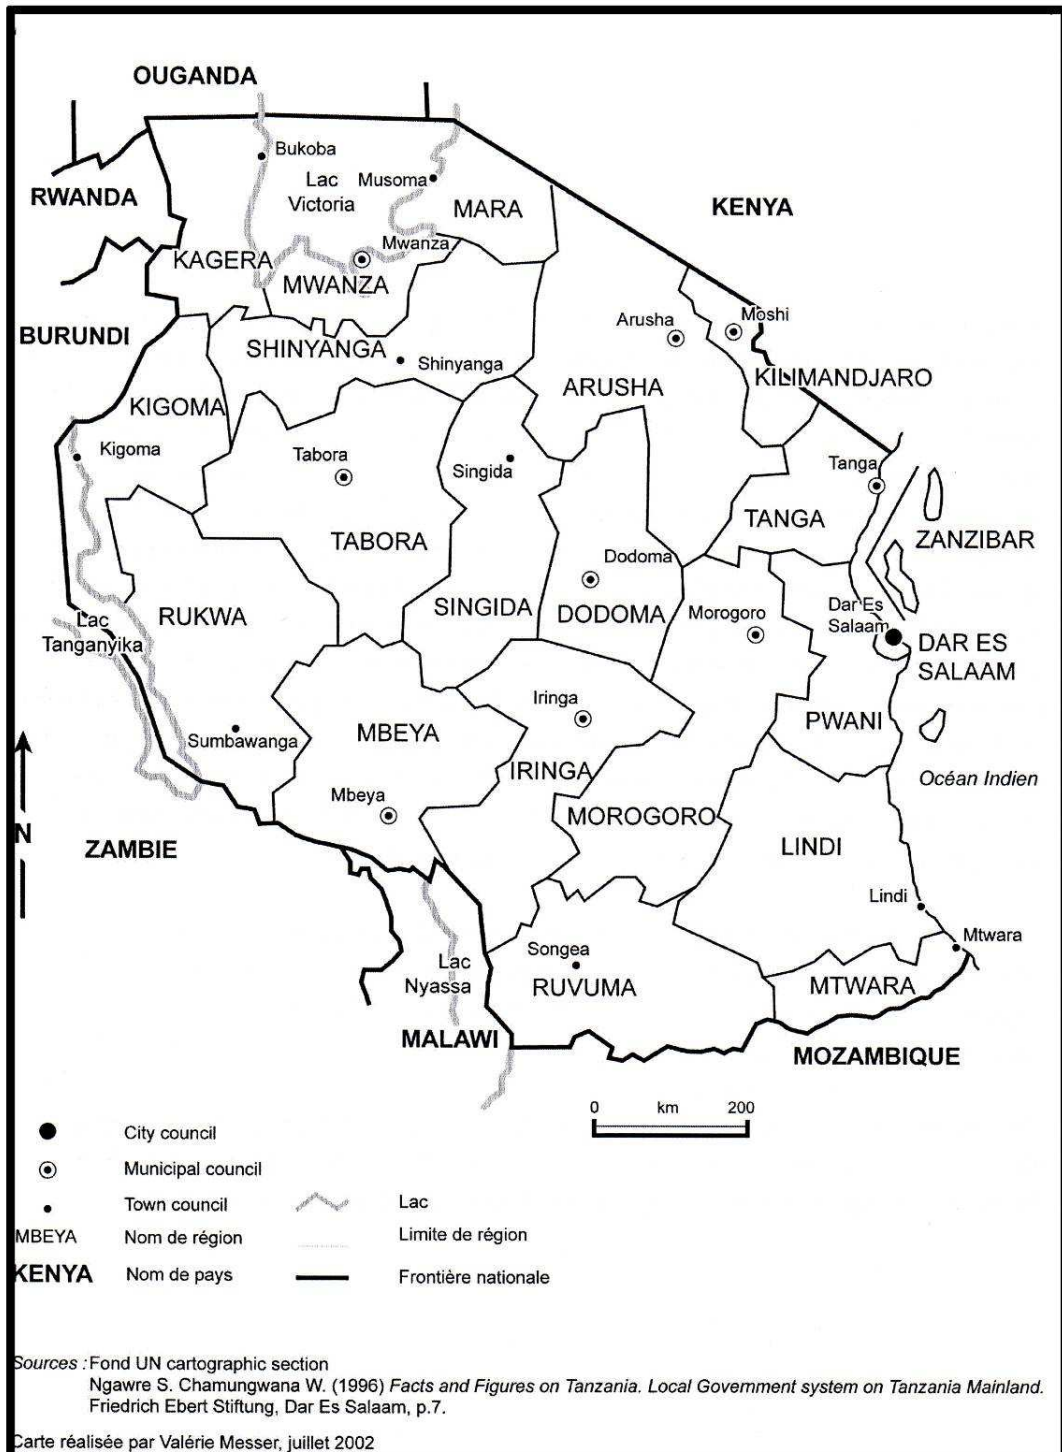 OUGANDA
Bukoba
Lac
Victoria
Musoma
RWANDA
MARA
KENYA
Mwanza
KAGERA
MWANZA
BURUNDI
Arusha
Moshi
SHINYANGA
Shinyanga
ARUSHA
KILIMANDJARO
KIGOMA
Kigoma
Tabora
Singida
Tanga
TANGA
ZANZIBAR
TABORA
Dodoma
RUKWA
SINGIDA
DODOMA
Morogoro
Dar Es
Salaam
DAR ES
SALAAM
Lac
Tanganyika
Iringa
PWANI
Sumbawanga
MBEYA
IRINGA
Océan Indien
Mbeya
MOROGORO
N
ZAMBIE
LINDI
Lindi
Songea
Mtwara
Lac
Nyassa
RUVUMA
MTWARA
MALAWI
MOZAMBIQUE
0 km 200
City council
Municipal council
Town council
Lac
MBEYA Nom de région
Limite de région
KENYA Nom de pays
Frontière nationale
Sources : Fond UN cartographic section
Ngawre S. Chamungwana W. (1996) Facts and Figures on Tanzania. Local Government system on Tanzania Mainland.
Friedrich Ebert Stiftung, Dar Es Salaam, p.7.
Carte réalisée par Valérie Messer, juillet 2002